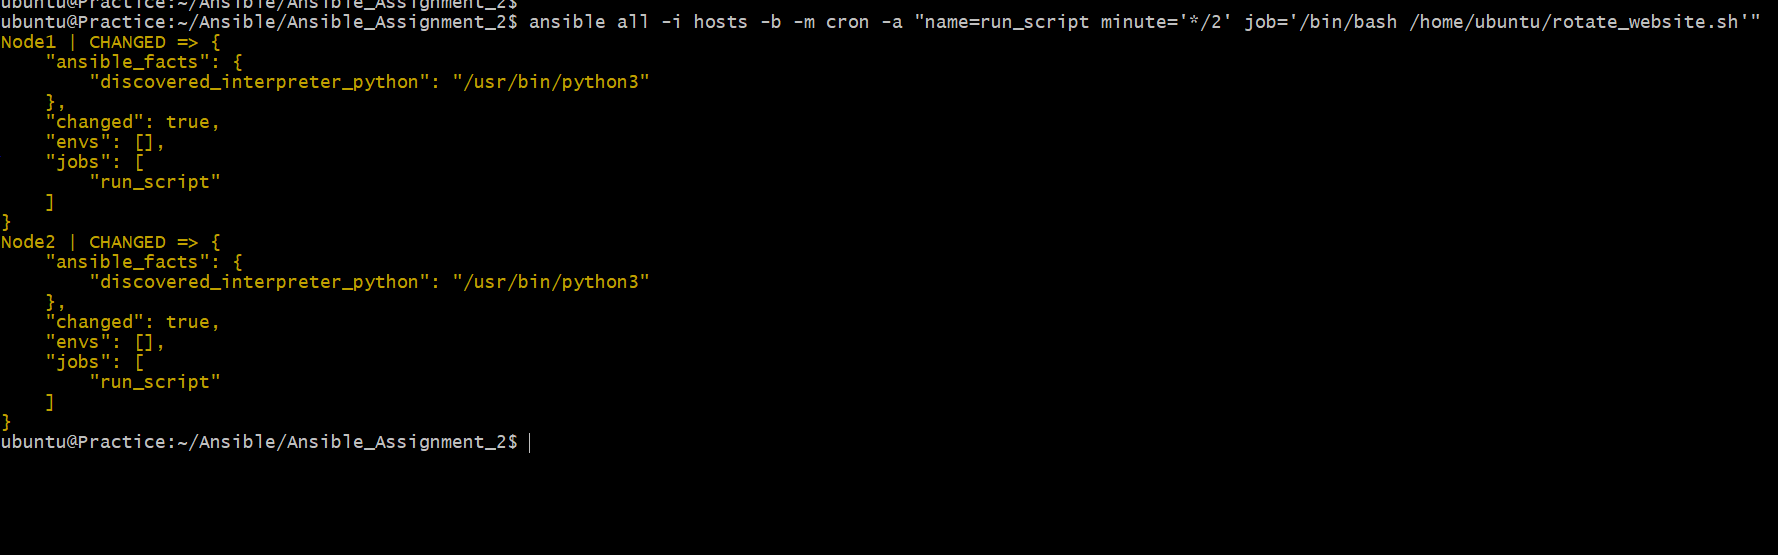 ubuntu@Practice:~/Ansible/Ansible_Assignment_2$
ubuntu@Practice:~/Ansible/Ansible_Assignment_2$ ansible all -i hosts -b -m cron -a "name=run_script minute='*/2' job='/bin/bash /home/ubuntu/rotate_website.sh'"
Node1 | CHANGED => {
    "ansible_facts": {
        "discovered_interpreter_python": "/usr/bin/python3"
    },
    "changed": true,
    "envs": [],
    "jobs": [
        "run_script"
    ]
}
Node2 | CHANGED => {
    "ansible_facts": {
        "discovered_interpreter_python": "/usr/bin/python3"
    },
    "changed": true,
    "envs": [],
    "jobs": [
        "run_script"
    ]
}
ubuntu@Practice:~/Ansible/Ansible_Assignment_2$